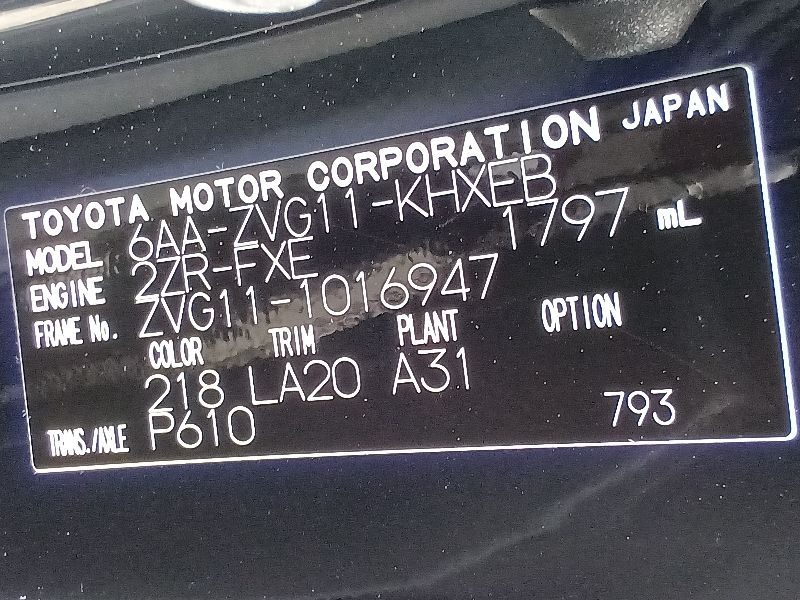 TOYOTA MOTOR CORPORATION JAPAN
MODEL 6AA-ZVG11-KHXEB
ENGINE 2ZR-FXE 1797 mL
FRAME No. ZVG11-1016947
COLOR TRIM PLANT OPTION
218 LA20 A31
TRANS./AXLE P610 793